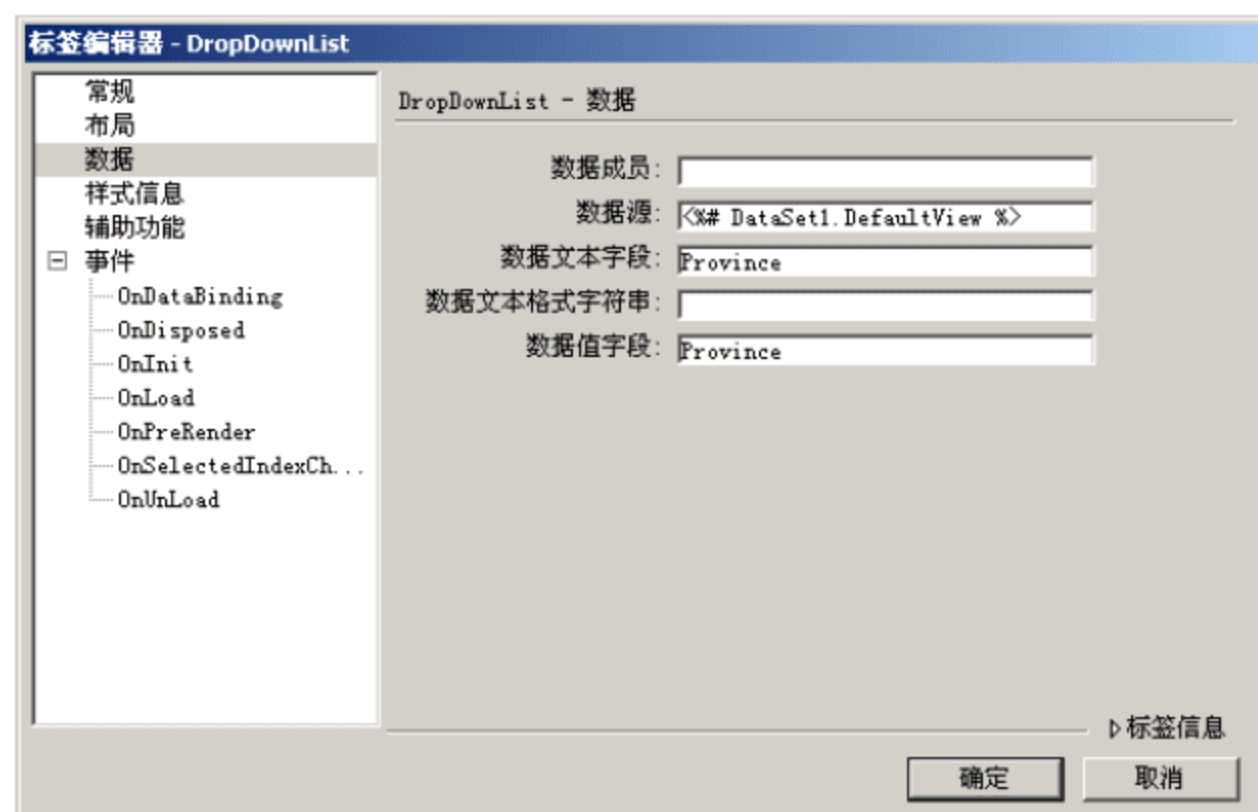 标签编辑器 - DropDownList
常规
布局
数据
样式信息
辅助功能
事件
OnDataBinding
OnDisposed
OnInit
OnLoad
OnPreRender
OnSelectedIndexCh...
OnUnLoad
DropDownList - 数据
数据成员:
数据源: <%# DataSet1.DefaultView %>
数据文本字段: Province
数据文本格式字符串:
数据值字段: Province
标签信息
确定 取消